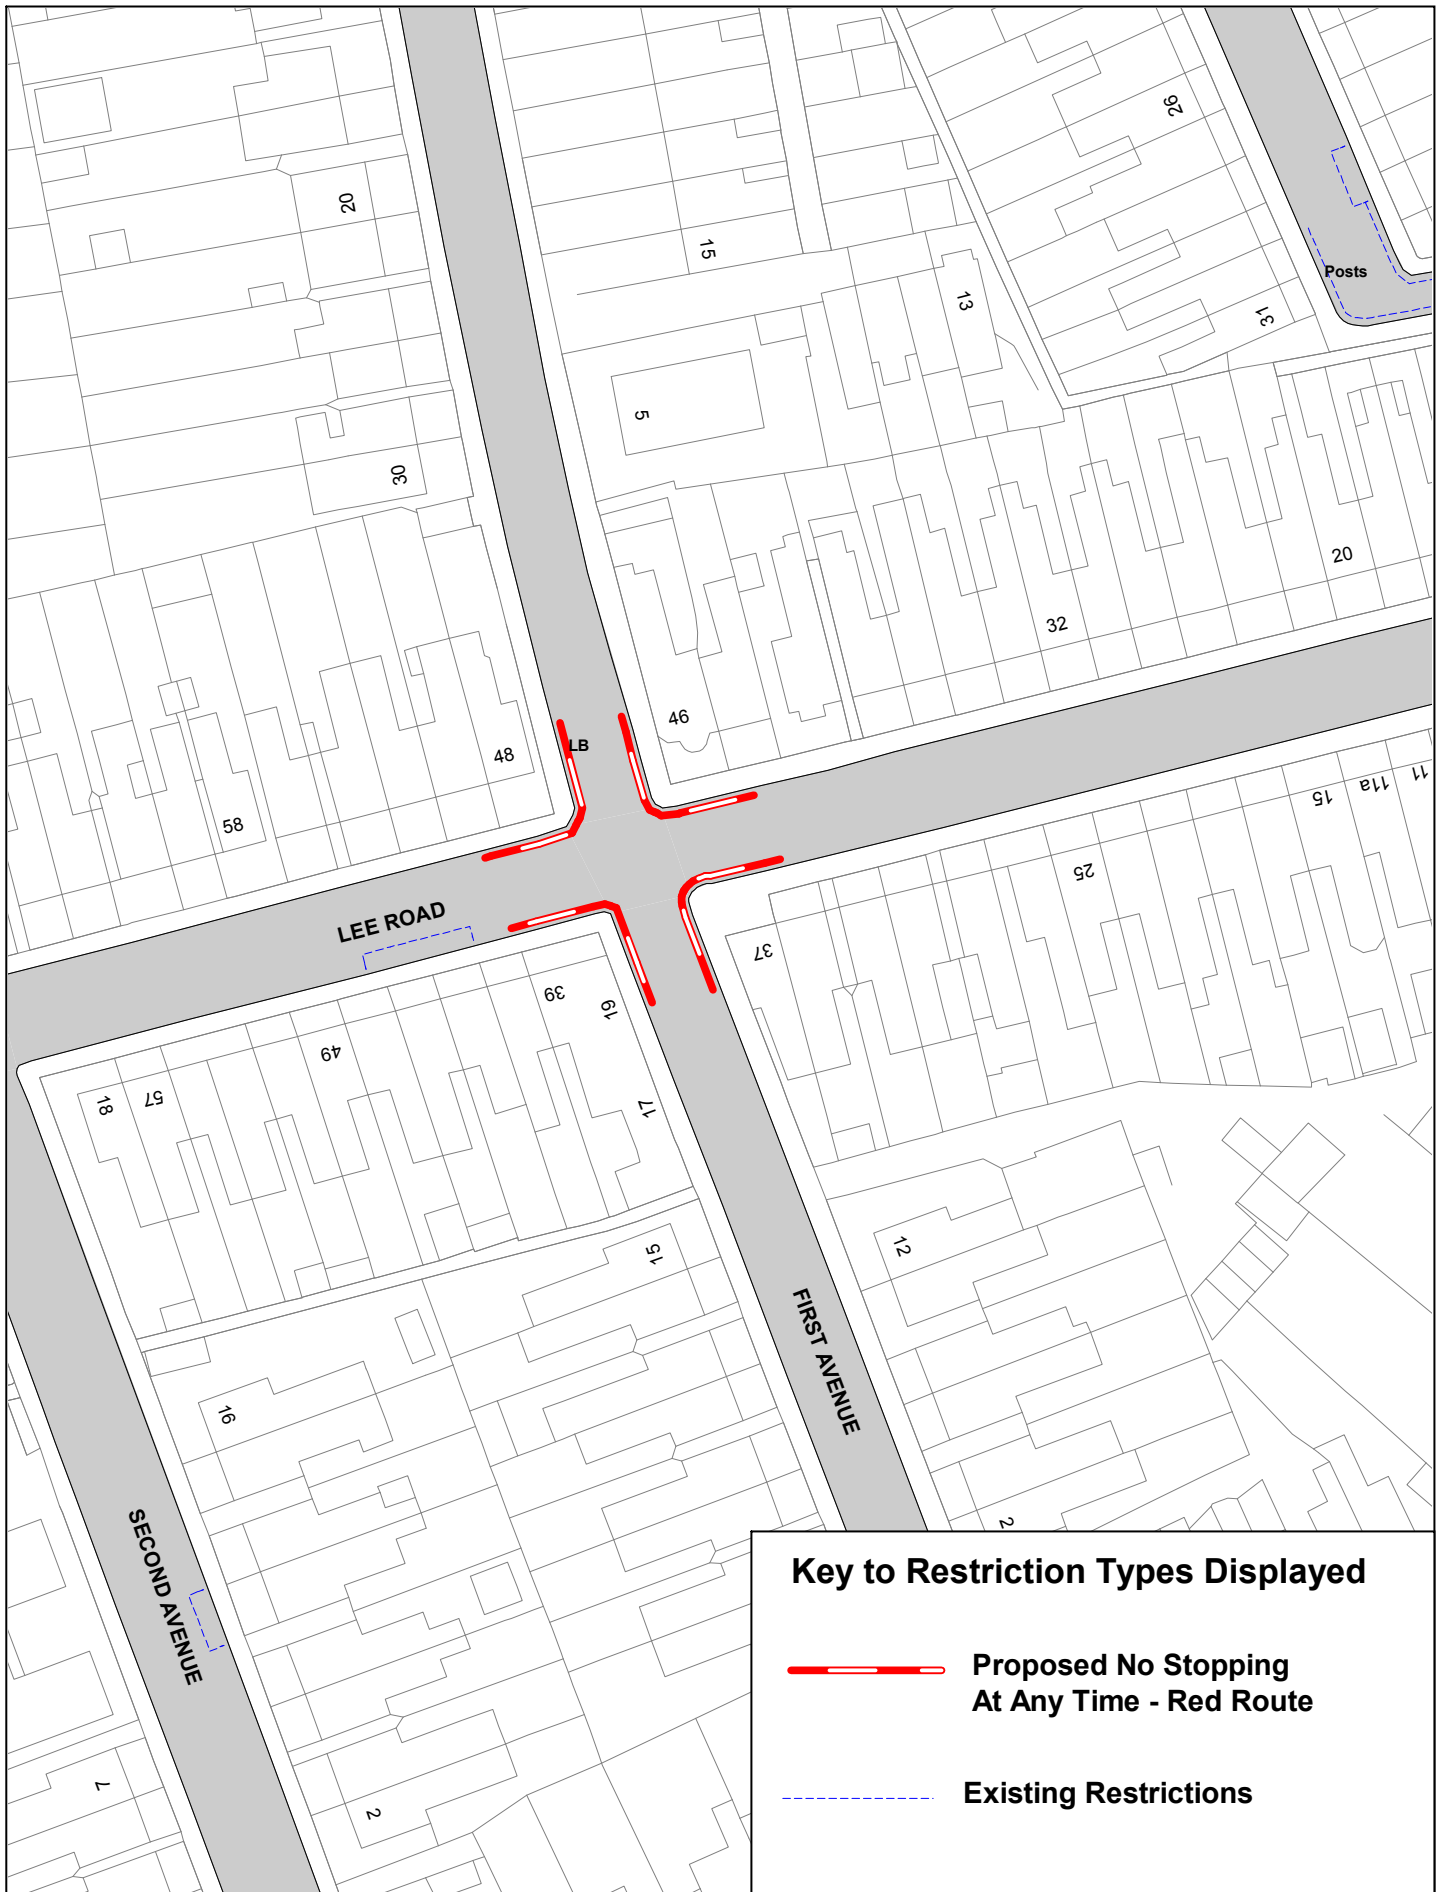 26
20
15
Posts
13
31
5
30
20
32
46
LB
48
58
11
11a
15
25
LEE ROAD
37
39
19
49
57
18
17
12
15
FIRST AVENUE
16
2
SECOND AVENUE
7
2
Key to Restriction Types Displayed
Proposed No Stopping
At Any Time - Red Route
Existing Restrictions